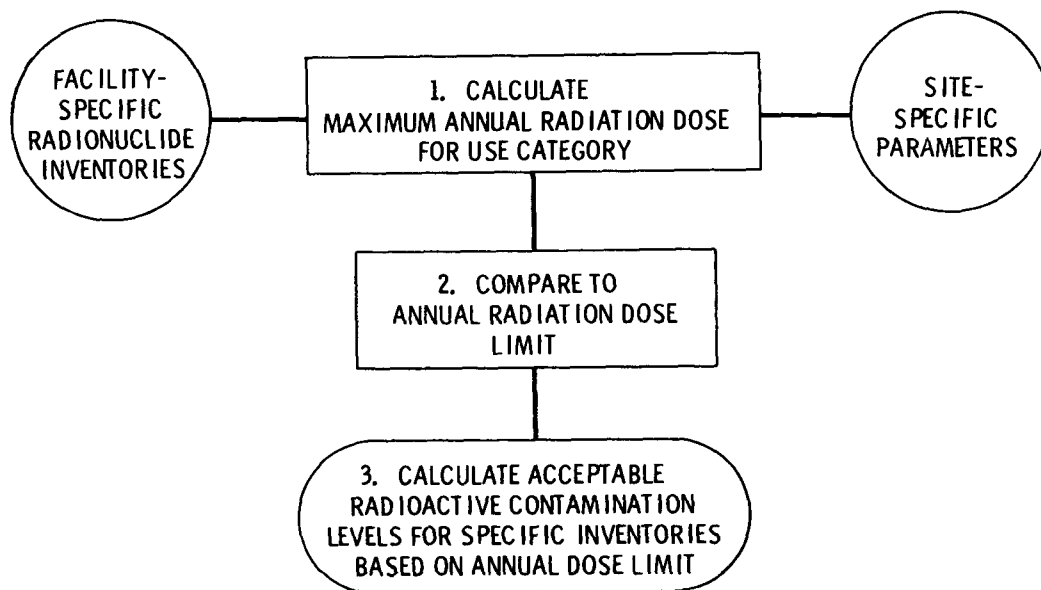 FACILITY-
SPECIFIC
RADIONUCLIDE
INVENTORIES
1. CALCULATE
MAXIMUM ANNUAL RADIATION DOSE
FOR USE CATEGORY
SITE-
SPECIFIC
PARAMETERS
2. COMPARE TO
ANNUAL RADIATION DOSE
LIMIT
3. CALCULATE ACCEPTABLE
RADIOACTIVE CONTAMINATION
LEVELS FOR SPECIFIC INVENTORIES
BASED ON ANNUAL DOSE LIMIT